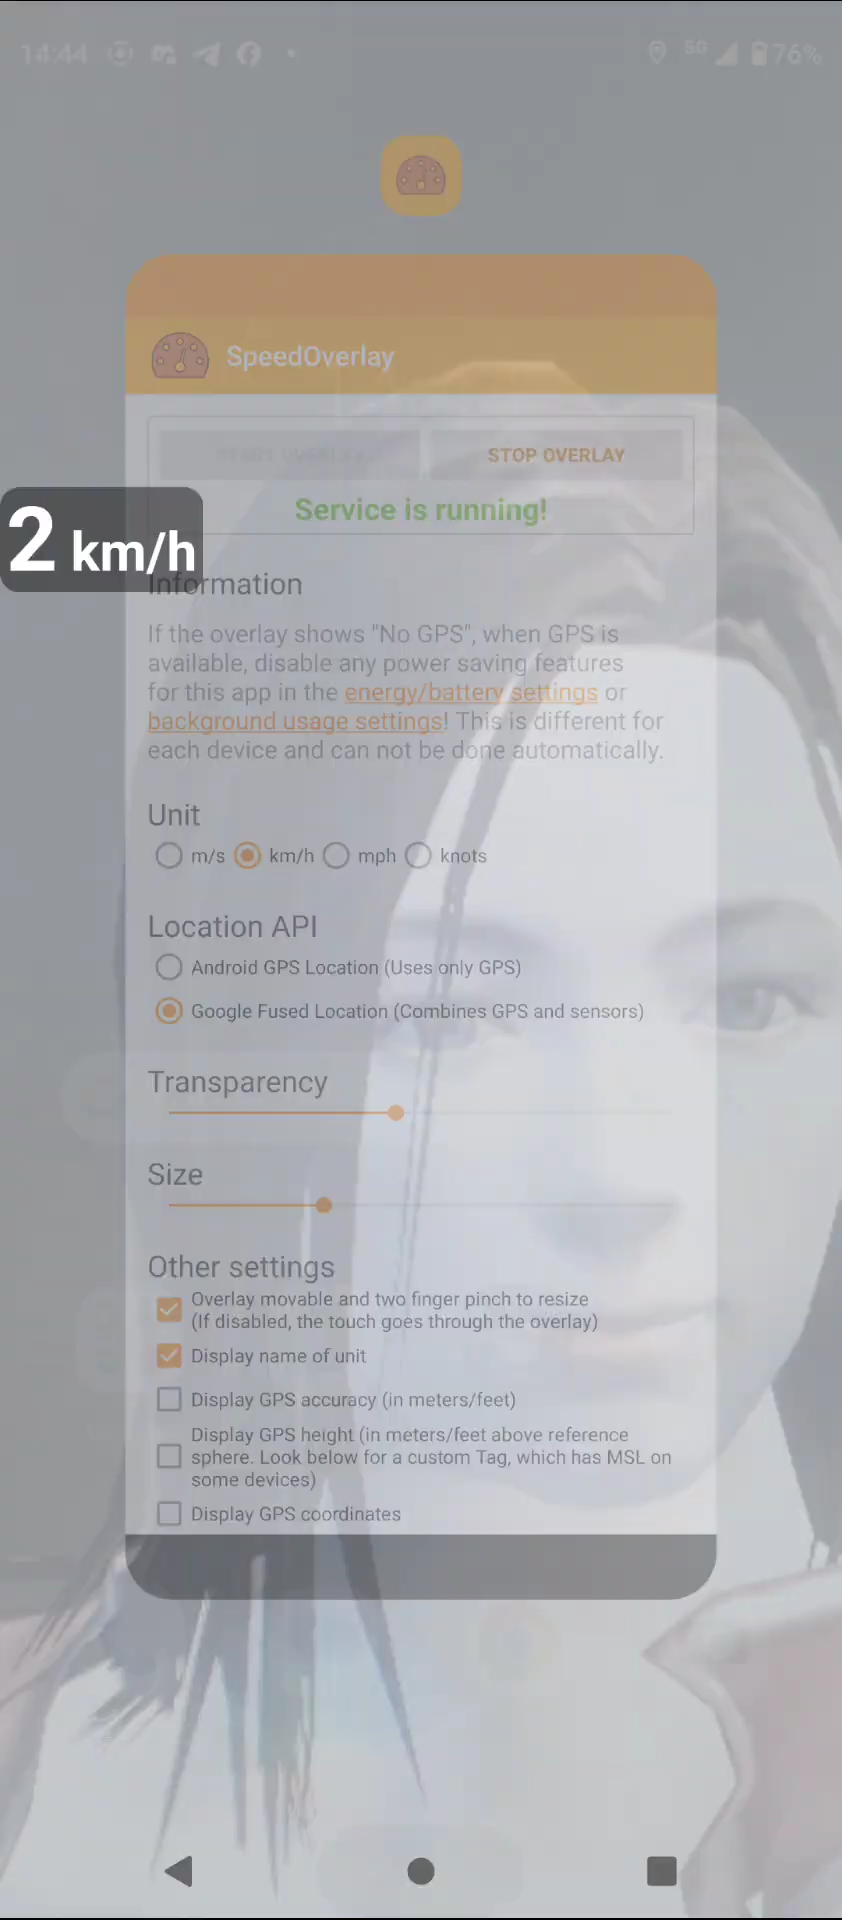 14:44 5G 76%
SpeedOverlay
START OVERLAY STOP OVERLAY
Service is running!
2 km/h
Information
If the overlay shows "No GPS", when GPS is
available, disable any power saving features
for this app in the energy/battery settings or
background usage settings! This is different for
each device and can not be done automatically.
Unit
m/s km/h mph knots
Location API
Android GPS Location (Uses only GPS)
Google Fused Location (Combines GPS and sensors)
Transparency
Size
Other settings
Overlay movable and two finger pinch to resize
(If disabled, the touch goes through the overlay)
Display name of unit
Display GPS accuracy (in meters/feet)
Display GPS height (in meters/feet above reference
sphere. Look below for a custom Tag, which has MSL on
some devices)
Display GPS coordinates